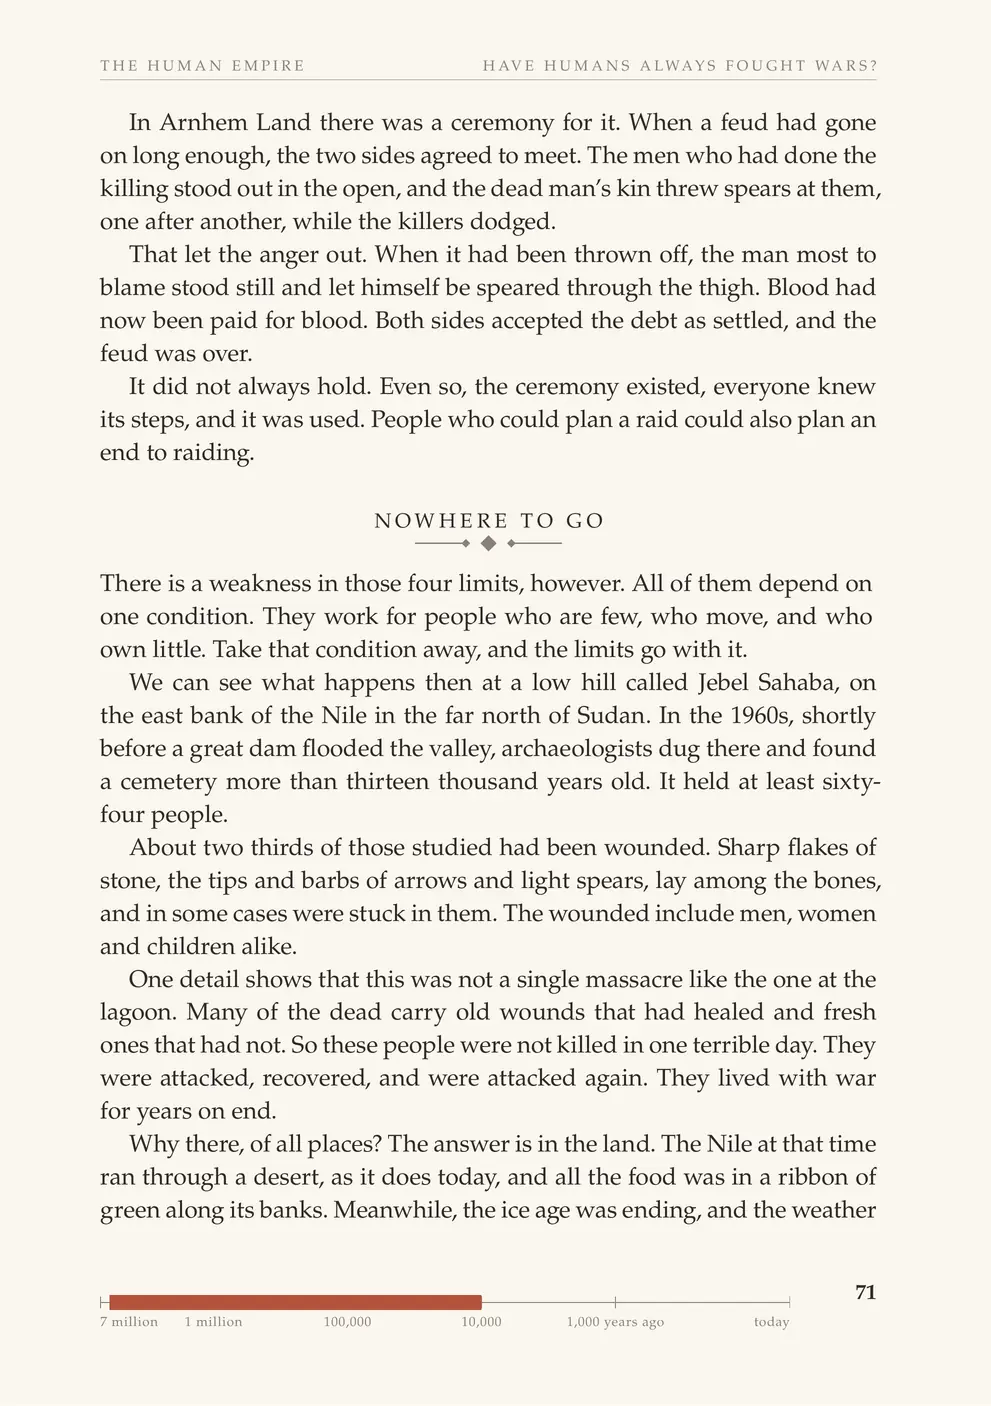 THE HUMAN EMPIRE
HAVE HUMANS ALWAYS FOUGHT WARS?
In Arnhem Land there was a ceremony for it. When a feud had gone
on long enough, the two sides agreed to meet. The men who had done the
killing stood out in the open, and the dead man’s kin threw spears at them,
one after another, while the killers dodged.
That let the anger out. When it had been thrown off, the man most to
blame stood still and let himself be speared through the thigh. Blood had
now been paid for blood. Both sides accepted the debt as settled, and the
feud was over.
It did not always hold. Even so, the ceremony existed, everyone knew
its steps, and it was used. People who could plan a raid could also plan an
end to raiding.
NOWHERE TO GO
There is a weakness in those four limits, however. All of them depend on
one condition. They work for people who are few, who move, and who
own little. Take that condition away, and the limits go with it.
We can see what happens then at a low hill called Jebel Sahaba, on
the east bank of the Nile in the far north of Sudan. In the 1960s, shortly
before a great dam flooded the valley, archaeologists dug there and found
a cemetery more than thirteen thousand years old. It held at least sixty-
four people.
About two thirds of those studied had been wounded. Sharp flakes of
stone, the tips and barbs of arrows and light spears, lay among the bones,
and in some cases were stuck in them. The wounded include men, women
and children alike.
One detail shows that this was not a single massacre like the one at the
lagoon. Many of the dead carry old wounds that had healed and fresh
ones that had not. So these people were not killed in one terrible day. They
were attacked, recovered, and were attacked again. They lived with war
for years on end.
Why there, of all places? The answer is in the land. The Nile at that time
ran through a desert, as it does today, and all the food was in a ribbon of
green along its banks. Meanwhile, the ice age was ending, and the weather
71
7 million
1 million
100,000
10,000
1,000 years ago
today